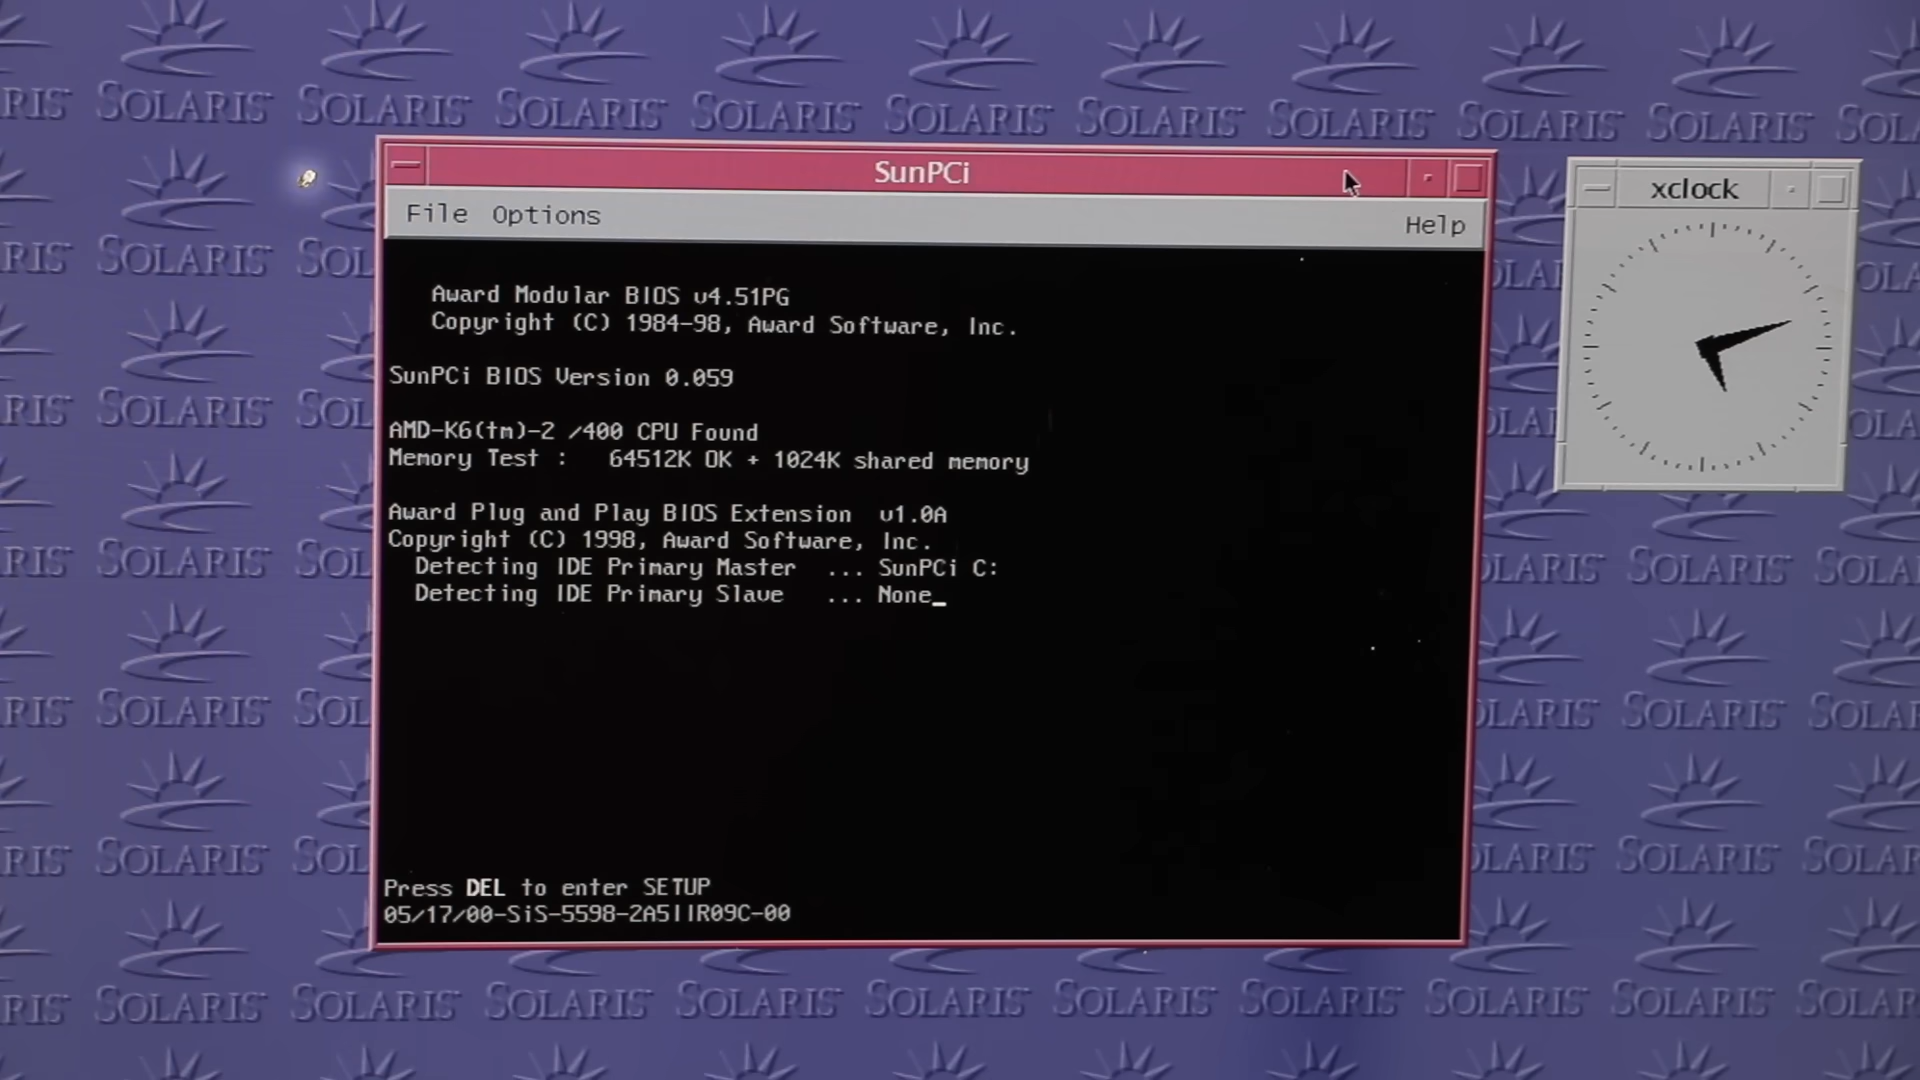 SunPCi
File Options Help
Award Modular BIOS v4.51PG
Copyright (C) 1984-98, Award Software, Inc.
SunPCi BIOS Version 0.059
AMD-K6(tm)-2 /400 CPU Found
Memory Test : 64512K OK + 1024K shared memory
Award Plug and Play BIOS Extension v1.0A
Copyright (C) 1998, Award Software, Inc.
Detecting IDE Primary Master ... SunPCi C:
Detecting IDE Primary Slave ... None_
Press DEL to enter SETUP
05/17/00-SiS-5598-2A5IIR09C-00
xclock
SOLARIS SOLARIS SOLARIS SOLARIS SOLARIS SOLARIS SOLARIS SOLARIS